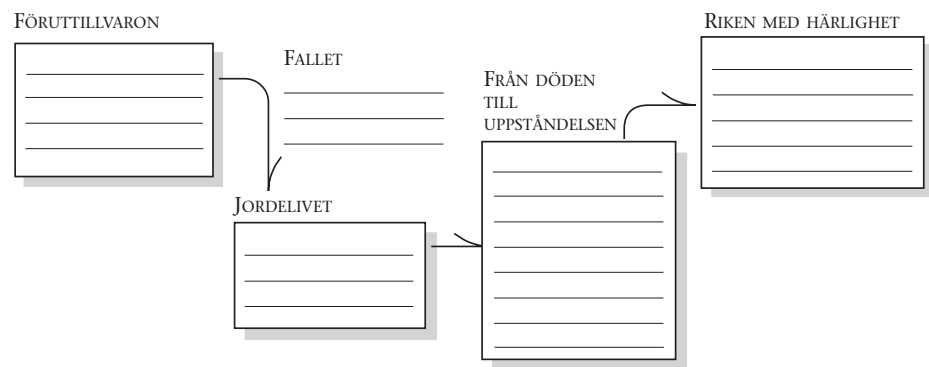 FÖRUTTILLVARON
FALLET
JORDELIVET
FRÅN DÖDEN
TILL
UPPSTÅNDELSEN
RIKEN MED HÄRLIGHET